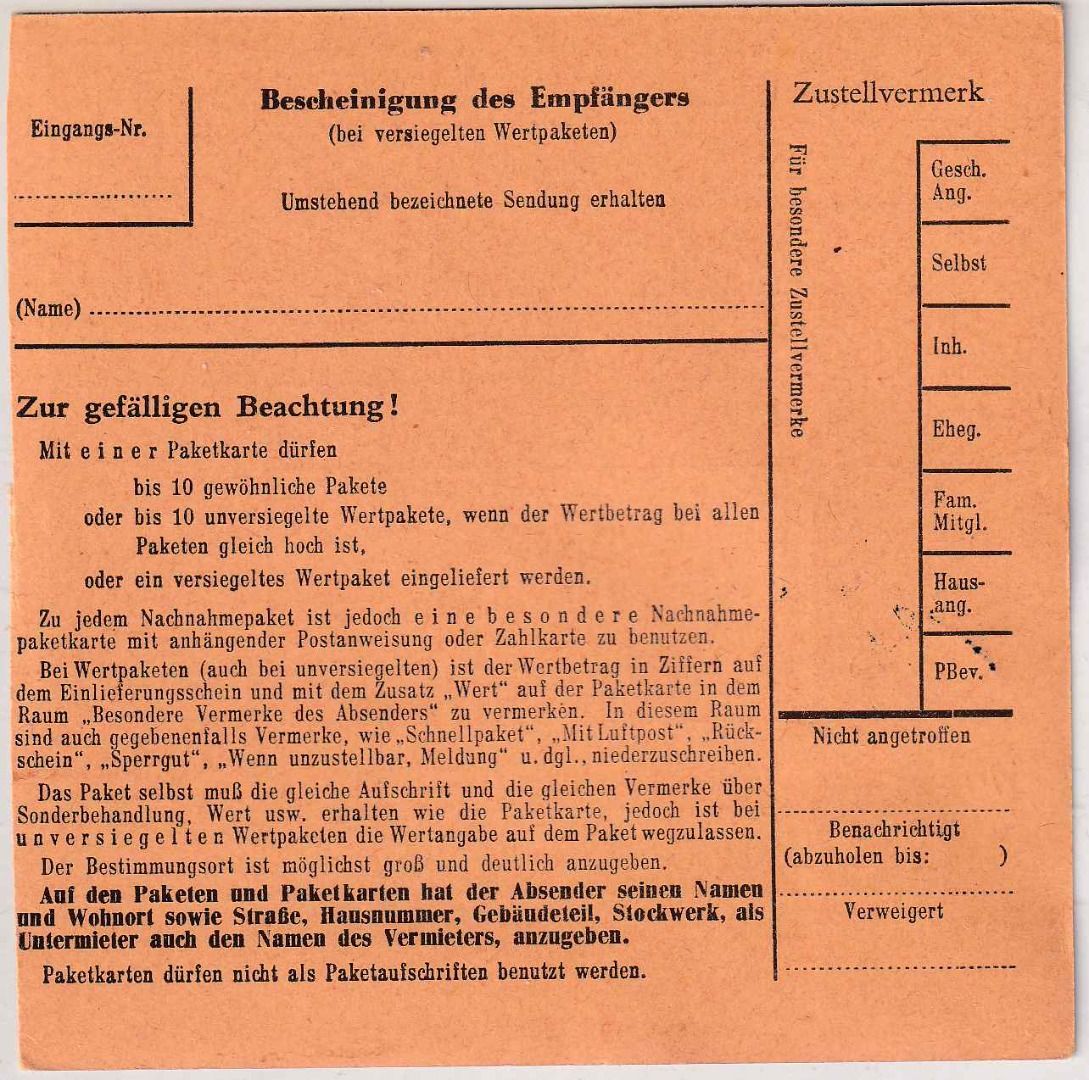 Eingangs-Nr.
Bescheinigung des Empfängers
(bei versiegelten Wertpaketen)
Umstehend bezeichnete Sendung erhalten
(Name)
Zur gefälligen Beachtung!
Mit einer Paketkarte dürfen
bis 10 gewöhnliche Pakete
oder bis 10 unversiegelte Wertpakete, wenn der Wertbetrag bei allen
Paketen gleich hoch ist,
oder ein versiegeltes Wertpaket eingeliefert werden.
Zu jedem Nachnahmepaket ist jedoch eine besondere Nachnahme-
paketkarte mit anhängender Postanweisung oder Zahlkarte zu benutzen.
Bei Wertpaketen (auch bei unversiegelten) ist der Wertbetrag in Ziffern auf
dem Einlieferungsschein und mit dem Zusatz „Wert“ auf der Paketkarte in dem
Raum „Besondere Vermerke des Absenders“ zu vermerken. In diesem Raum
sind auch gegebenenfalls Vermerke, wie „Schnellpaket“, „Mit Luftpost“, „Rück-
schein“, „Sperrgut“, „Wenn unzustellbar, Meldung“ u. dgl., niederzuschreiben.
Das Paket selbst muß die gleiche Aufschrift und die gleichen Vermerke über
Sonderbehandlung, Wert usw. erhalten wie die Paketkarte, jedoch ist bei
unversiegelten Wertpaketen die Wertangabe auf dem Paket wegzulassen.
Der Bestimmungsort ist möglichst groß und deutlich anzugeben.
Auf den Paketen und Paketkarten hat der Absender seinen Namen
und Wohnort sowie Straße, Hausnummer, Gebäudeteil, Stockwerk, als
Untermieter auch den Namen des Vermieters, anzugeben.
Paketkarten dürfen nicht als Paketaufschriften benutzt werden.
Zustellvermerk
Für besondere Zustellvermerke
Gesch.
Ang.
Selbst
Inh.
Eheg.
Fam.
Mitgl.
Haus-
ang.
PBev.
Nicht angetroffen
Benachrichtigt
(abzuholen bis: )
Verweigert